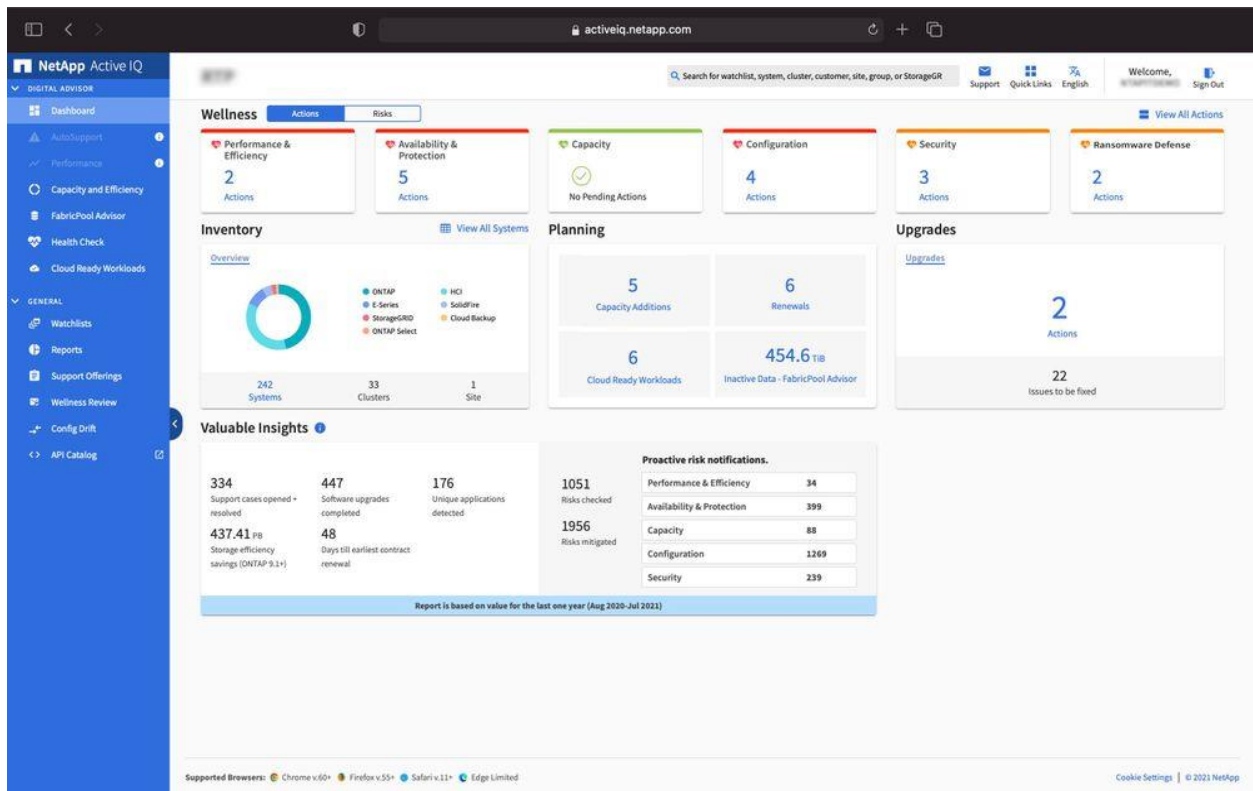 activeiq.netapp.com
NetApp Active IQ
DIGITAL ADVISOR
Dashboard
AutoSupport
Performance
Capacity and Efficiency
FabricPool Advisor
Health Check
Cloud Ready Workloads
GENERAL
Watchlists
Reports
Support Offerings
Wellness Review
Config Drift
API Catalog
Search for watchlist, system, cluster, customer, site, group, or StorageGR
Support
Quick Links
English
Welcome,
Sign Out
Wellness
Actions
Risks
View All Actions
Performance &
Efficiency
2
Actions
Availability &
Protection
5
Actions
Capacity
No Pending Actions
Configuration
4
Actions
Security
3
Actions
Ransomware Defense
2
Actions
Inventory
View All Systems
Overview
ONTAP
E-Series
StorageGRID
ONTAP Select
HCI
SolidFire
Cloud Backup
242
Systems
33
Clusters
1
Site
Planning
5
Capacity Additions
6
Renewals
6
Cloud Ready Workloads
454.6 TiB
Inactive Data - FabricPool Advisor
Upgrades
Upgrades
2
Actions
22
Issues to be fixed
Valuable Insights
334
Support cases opened +
resolved
447
Software upgrades
completed
176
Unique applications
detected
437.41 PB
Storage efficiency
savings (ONTAP 9.1+)
48
Days till earliest contract
renewal
1051
Risks checked
1956
Risks mitigated
Proactive risk notifications.
Performance & Efficiency 34
Availability & Protection 399
Capacity 88
Configuration 1269
Security 239
Report is based on value for the last one year (Aug 2020-Jul 2021)
Supported Browsers: Chrome v.60+ Firefox v.55+ Safari v.11+ Edge Limited
Cookie Settings | © 2021 NetApp